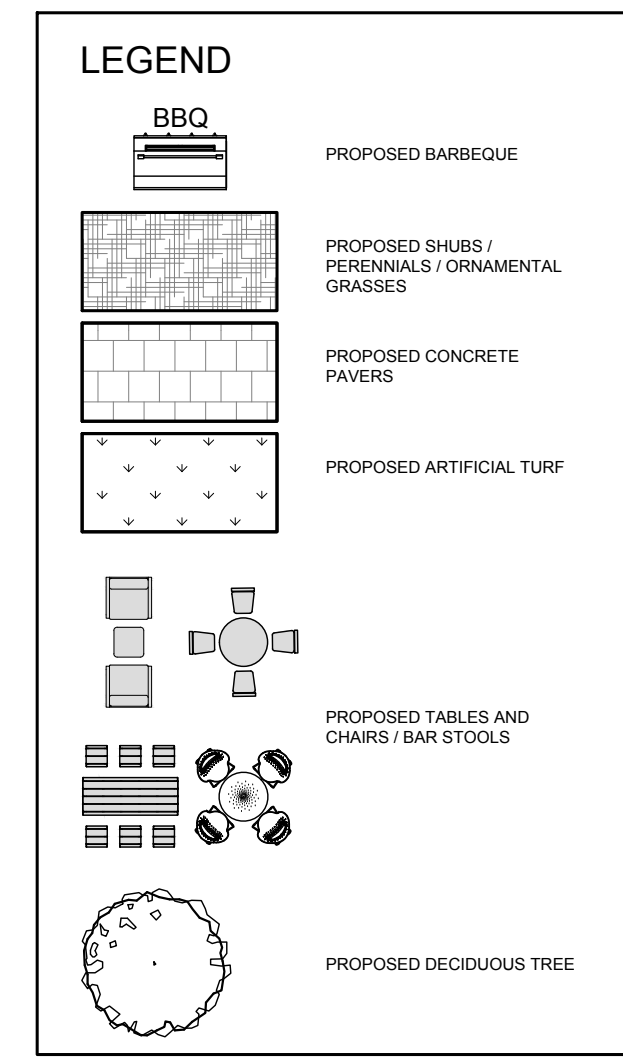 LEGEND
BBQ
PROPOSED BARBEQUE
PROPOSED SHUBS /
PERENNIALS / ORNAMENTAL
GRASSES
PROPOSED CONCRETE
PAVERS
PROPOSED ARTIFICIAL TURF
PROPOSED TABLES AND
CHAIRS / BAR STOOLS
PROPOSED DECIDUOUS TREE